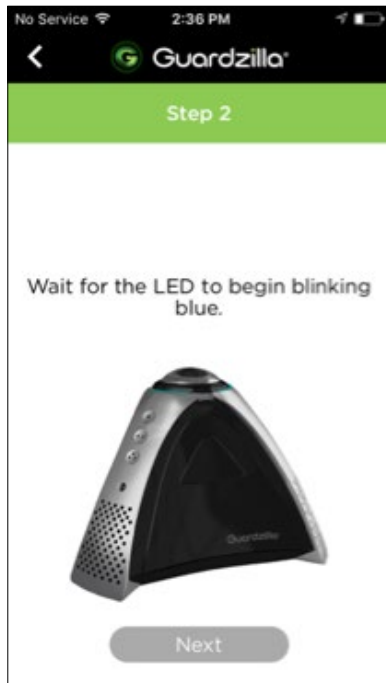 No Service 2:36 PM
Guardzilla®
Step 2
Wait for the LED to begin blinking
blue.
Guardzilla
Next